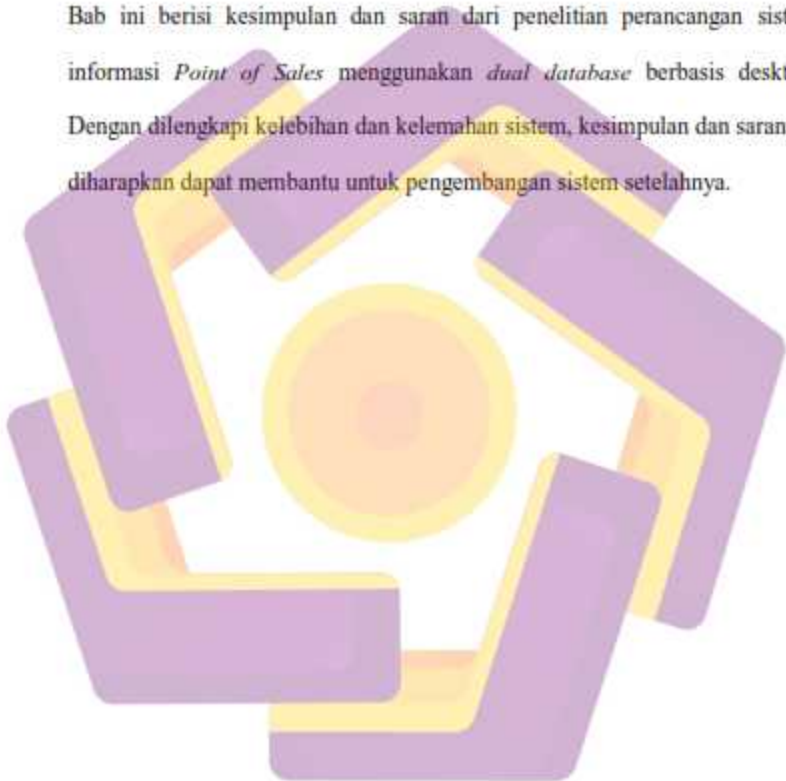 Bab ini berisi kesimpulan dan saran dari penelitian perancangan sist
informasi Point of Sales menggunakan dual database berbasis deskt
Dengan dilengkapi kelebihan dan kelemahan sistem, kesimpulan dan saran
diharapkan dapat membantu untuk pengembangan sistem setelahnya.